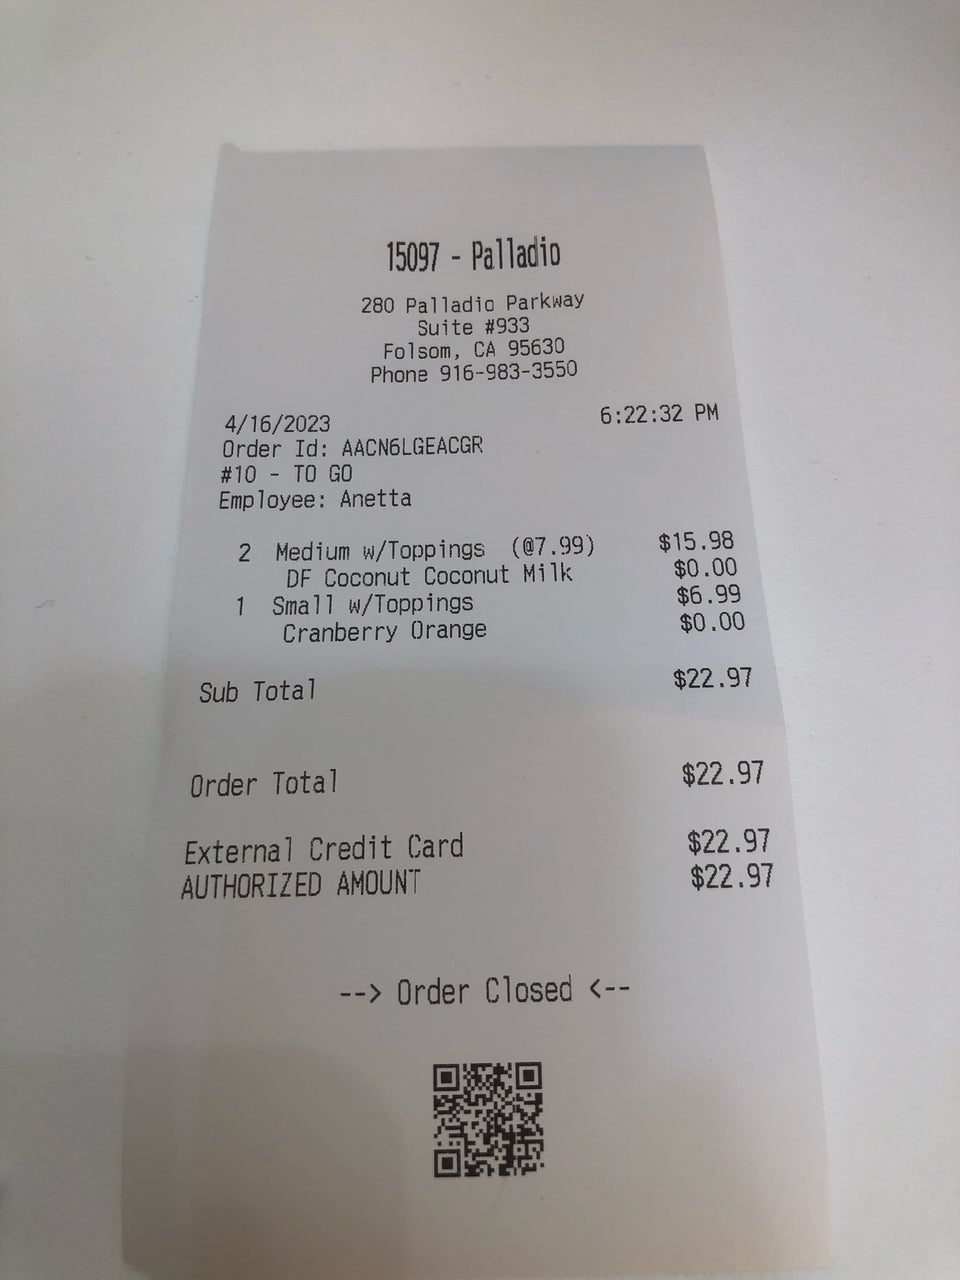 15097 - Palladio
280 Palladio Parkway
Suite #933
Folsom, CA 95630
Phone 916-983-3550
4/16/2023 6:22:32 PM
Order Id: AACN6LGEACGR
#10 - TO GO
Employee: Anetta
2 Medium w/Toppings (@7.99) $15.98
DF Coconut Coconut Milk $0.00
1 Small w/Toppings $6.99
Cranberry Orange $0.00
Sub Total $22.97
Order Total $22.97
External Credit Card $22.97
AUTHORIZED AMOUNT $22.97
--> Order Closed <--